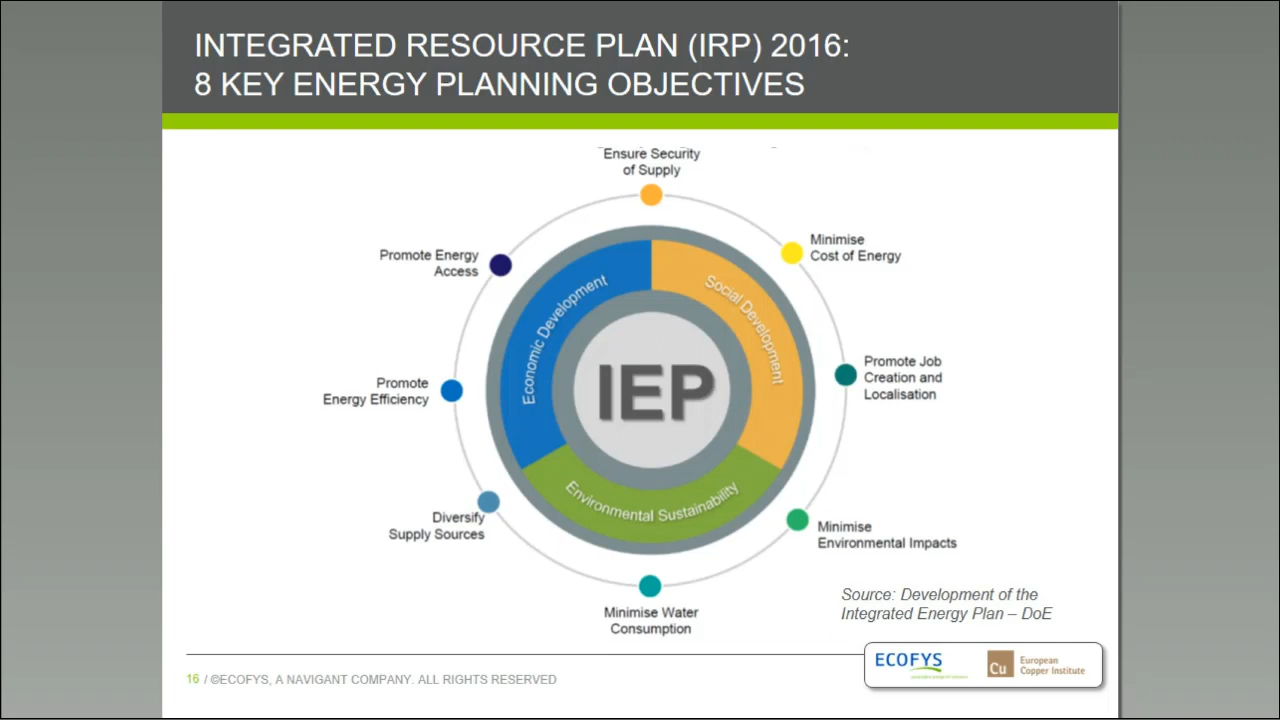 INTEGRATED RESOURCE PLAN (IRP) 2016:
8 KEY ENERGY PLANNING OBJECTIVES
Ensure Security
of Supply
Minimise
Cost of Energy
Promote Energy
Access
Economic Development
Social Development
IEP
Promote Job
Creation and
Localisation
Promote
Energy Efficiency
Environmental Sustainability
Diversify
Supply Sources
Minimise
Environmental Impacts
Minimise Water
Consumption
Source: Development of the
Integrated Energy Plan – DoE
16 / ©ECOFYS, A NAVIGANT COMPANY. ALL RIGHTS RESERVED
ECOFYS
Cu
European
Copper Institute